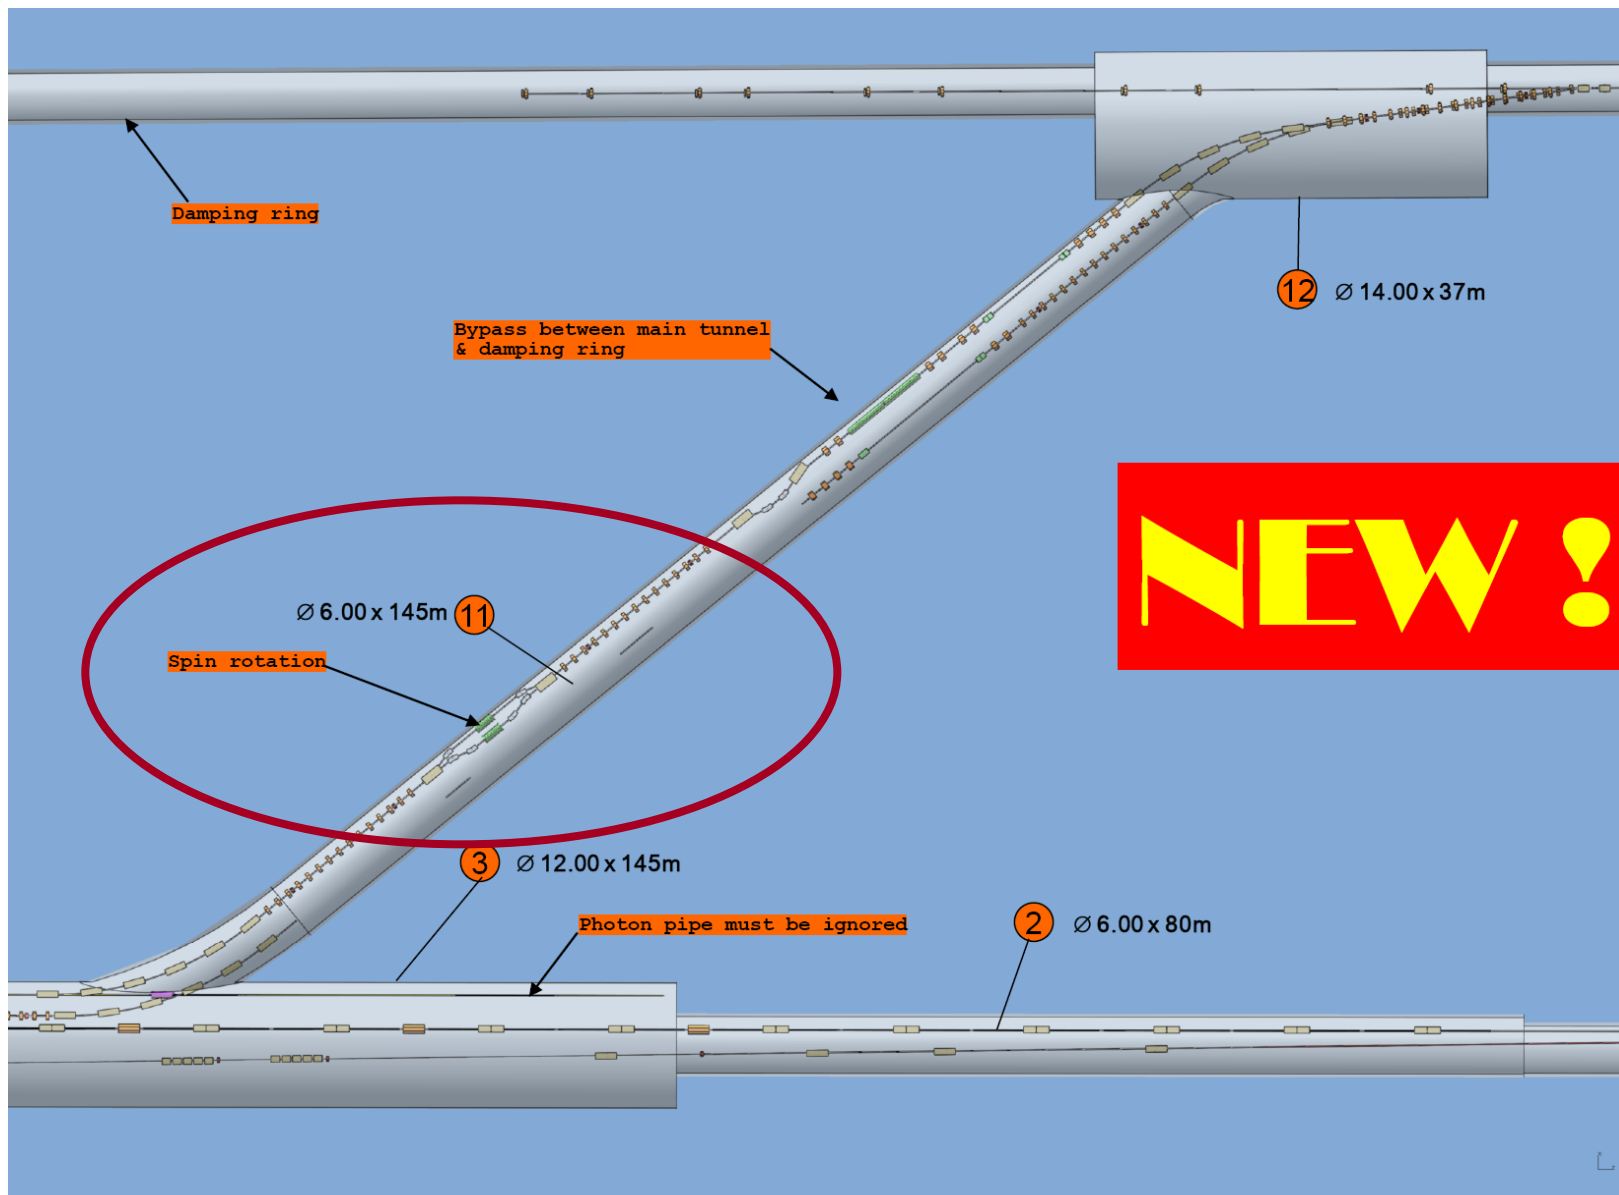 Damping ring
12 Ø 14.00 x 37m
Bypass between main tunnel
& damping ring
NEW !
Ø 6.00 x 145m 11
Spin rotation
3 Ø 12.00 x 145m
Photon pipe must be ignored
2 Ø 6.00 x 80m